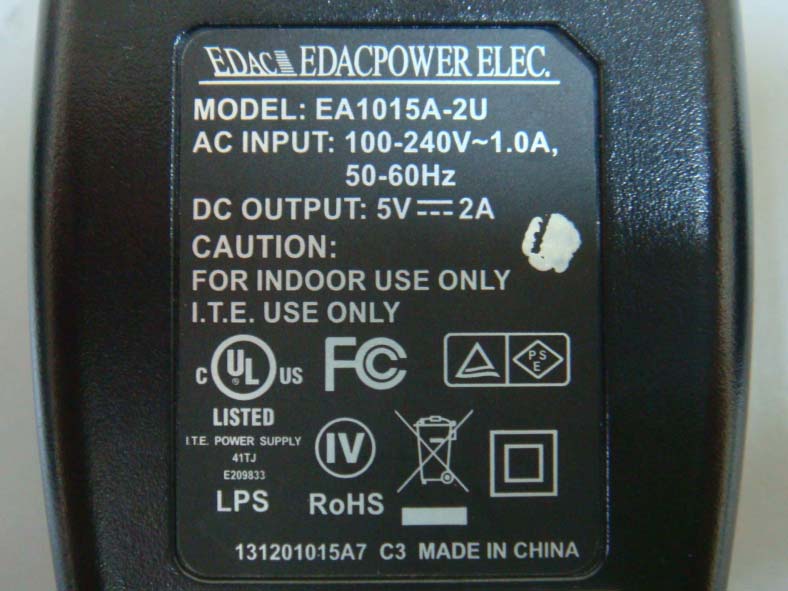 EDAC EDACPOWER ELEC.
MODEL: EA1015A-2U
AC INPUT: 100-240V~1.0A,
50-60Hz
DC OUTPUT: 5V⎓2A
CAUTION:
FOR INDOOR USE ONLY
I.T.E. USE ONLY
C UL US
FC
PSE
LISTED
I.T.E. POWER SUPPLY
41TJ
E209833
LPS
IV
RoHS
131201015A7 C3 MADE IN CHINA